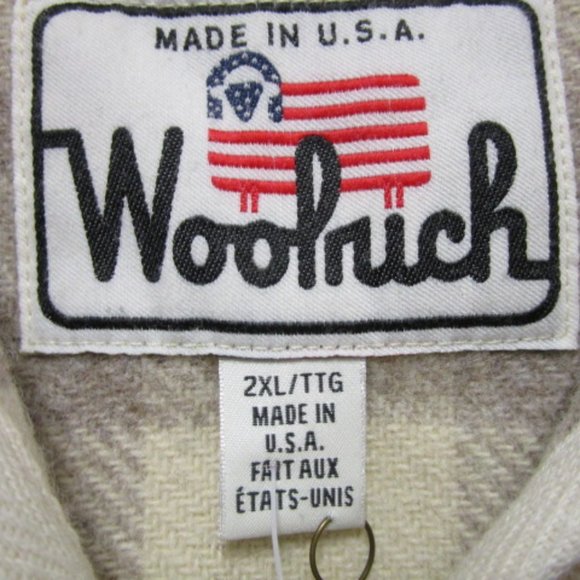 MADE IN U.S.A.
Woolrich
2XL/TTG
MADE IN
U.S.A.
FAIT AUX
ÉTATS-UNIS